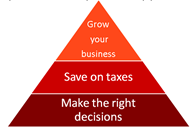 Grow
your
business
Save on taxes
Make the right
decisions